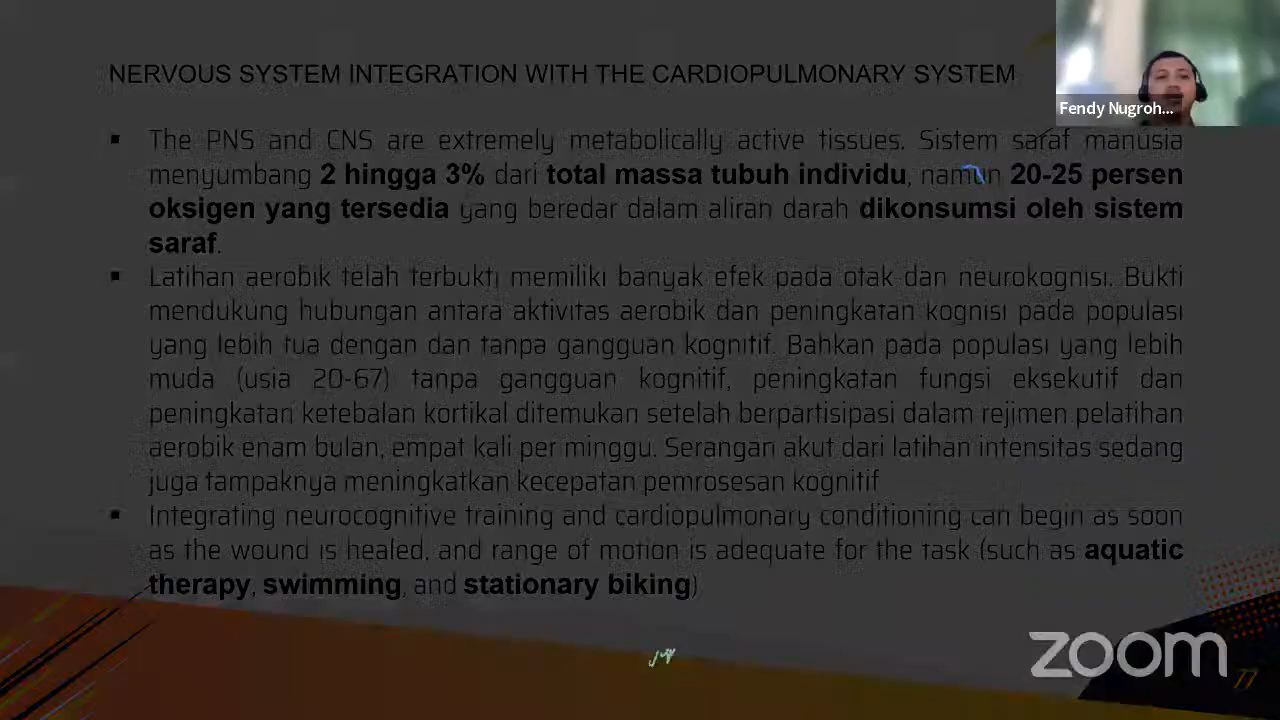 NERVOUS SYSTEM INTEGRATION WITH THE CARDIOPULMONARY SYSTEM
Fendy Nugroh...
▪ The PNS and CNS are extremely metabolically active tissues. Sistem saraf manusia
menyumbang 2 hingga 3% dari total massa tubuh individu, namun 20-25 persen
oksigen yang tersedia yang beredar dalam aliran darah dikonsumsi oleh sistem
saraf.
▪ Latihan aerobik telah terbukti memiliki banyak efek pada otak dan neurokognisi. Bukti
mendukung hubungan antara aktivitas aerobik dan peningkatan kognisi pada populasi
yang lebih tua dengan dan tanpa gangguan kognitif. Bahkan pada populasi yang lebih
muda (usia 20-67) tanpa gangguan kognitif, peningkatan fungsi eksekutif dan
peningkatan ketebalan kortikal ditemukan setelah berpartisipasi dalam rejimen pelatihan
aerobik enam bulan, empat kali per minggu. Serangan akut dari latihan intensitas sedang
juga tampaknya meningkatkan kecepatan pemrosesan kognitif
▪ Integrating neurocognitive training and cardiopulmonary conditioning can begin as soon
as the wound is healed, and range of motion is adequate for the task (such as aquatic
therapy, swimming, and stationary biking)
zoom
77